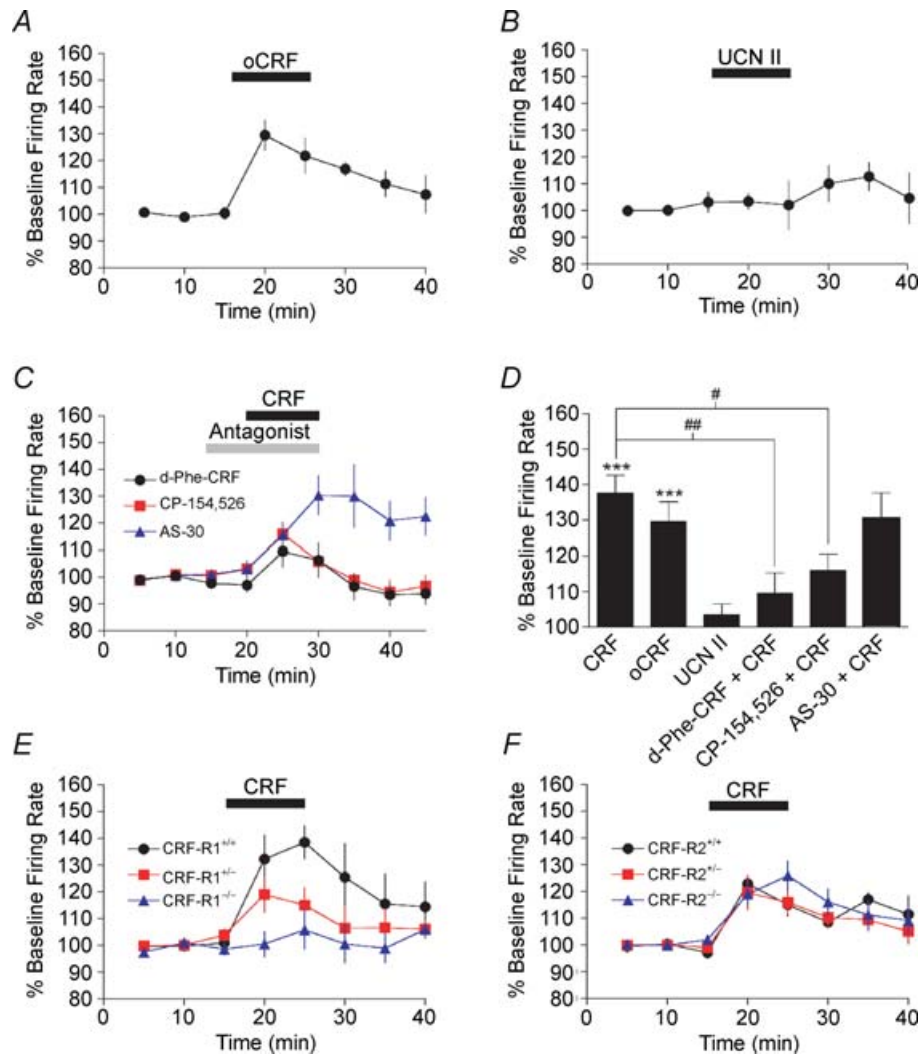 A
160
150
140
130
120
110
100
90
80
% Baseline Firing Rate
oCRF
0
10
20
30
40
Time (min)
B
160
150
140
130
120
110
100
90
80
% Baseline Firing Rate
UCN II
0
10
20
30
40
Time (min)
C
160
150
140
130
120
110
100
90
80
% Baseline Firing Rate
CRF
Antagonist
d-Phe-CRF
CP-154,526
AS-30
0
10
20
30
40
Time (min)
D
160
150
140
130
120
110
100
% Baseline FiRiing Rate
#
##
***
***
CRF
oCRF
UCN II
d-Phe-CRF + CRF
CP-154,526 + CRF
AS-30 + CRF
E
160
150
140
130
120
110
100
90
80
% Baseline Firing Rate
CRF
CRF-R1+/+
CRF-R1+/-
CRF-R1-/-
0
10
20
30
40
Time (min)
F
160
150
140
130
120
110
100
90
80
% Baseline Firing Rate
CRF
CRF-R2+/+
CRF-R2+/-
CRF-R2-/-
0
10
20
30
40
Time (min)